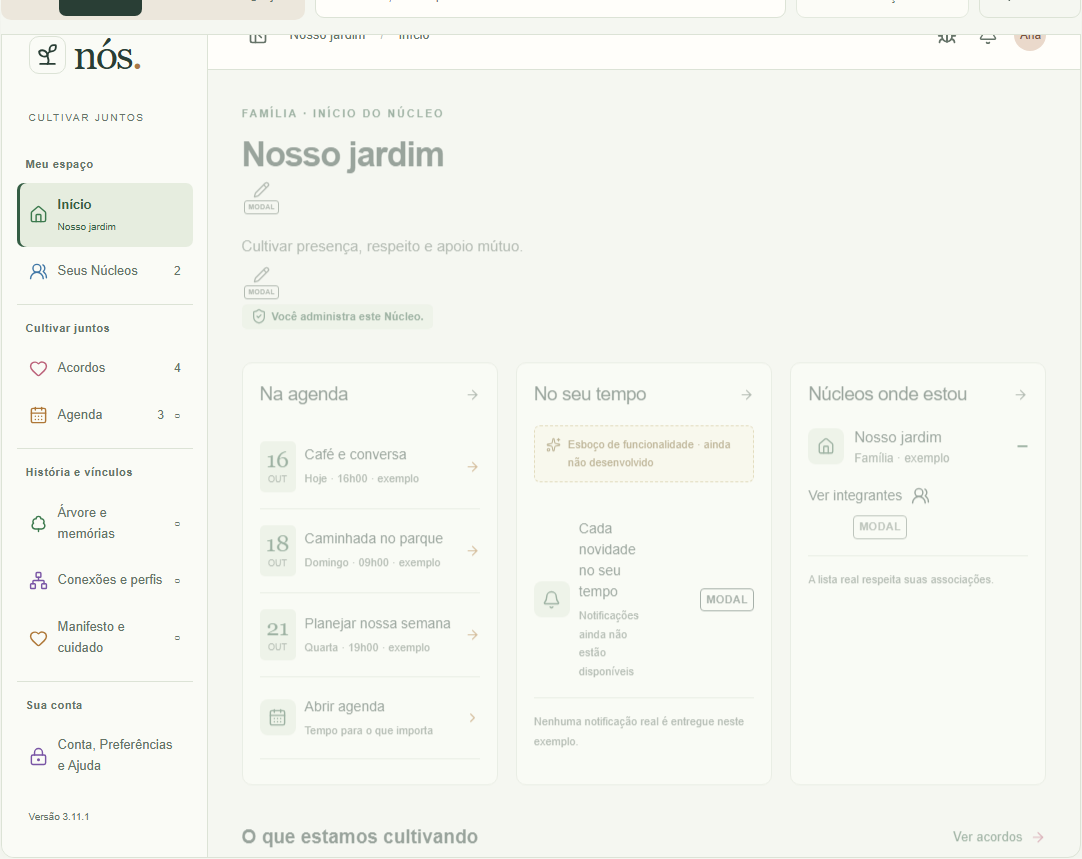 nós.
CULTIVAR JUNTOS
Meu espaço
Início
Nosso jardim
Seus Núcleos 2
Cultivar juntos
Acordos 4
Agenda 3
História e vínculos
Árvore e
memórias
Conexões e perfis
Manifesto e
cuidado
Sua conta
Conta, Preferências
e Ajuda
Versão 3.11.1
Nosso jardim / Início
Ana
FAMÍLIA · INÍCIO DO NÚCLEO
Nosso jardim
MODAL
Cultivar presença, respeito e apoio mútuo.
MODAL
Você administra este Núcleo.
Na agenda
16
OUT
Café e conversa
Hoje · 16h00 · exemplo
18
OUT
Caminhada no parque
Domingo · 09h00 · exemplo
21
OUT
Planejar nossa semana
Quarta · 19h00 · exemplo
Abrir agenda
Tempo para o que importa
No seu tempo
Esboço de funcionalidade · ainda
não desenvolvido
Cada
novidade
no seu
tempo
Notificações
ainda não
estão
disponíveis
MODAL
Nenhuma notificação real é entregue neste
exemplo.
Núcleos onde estou
Nosso jardim
Família · exemplo
Ver integrantes
MODAL
A lista real respeita suas associações.
O que estamos cultivando
Ver acordos